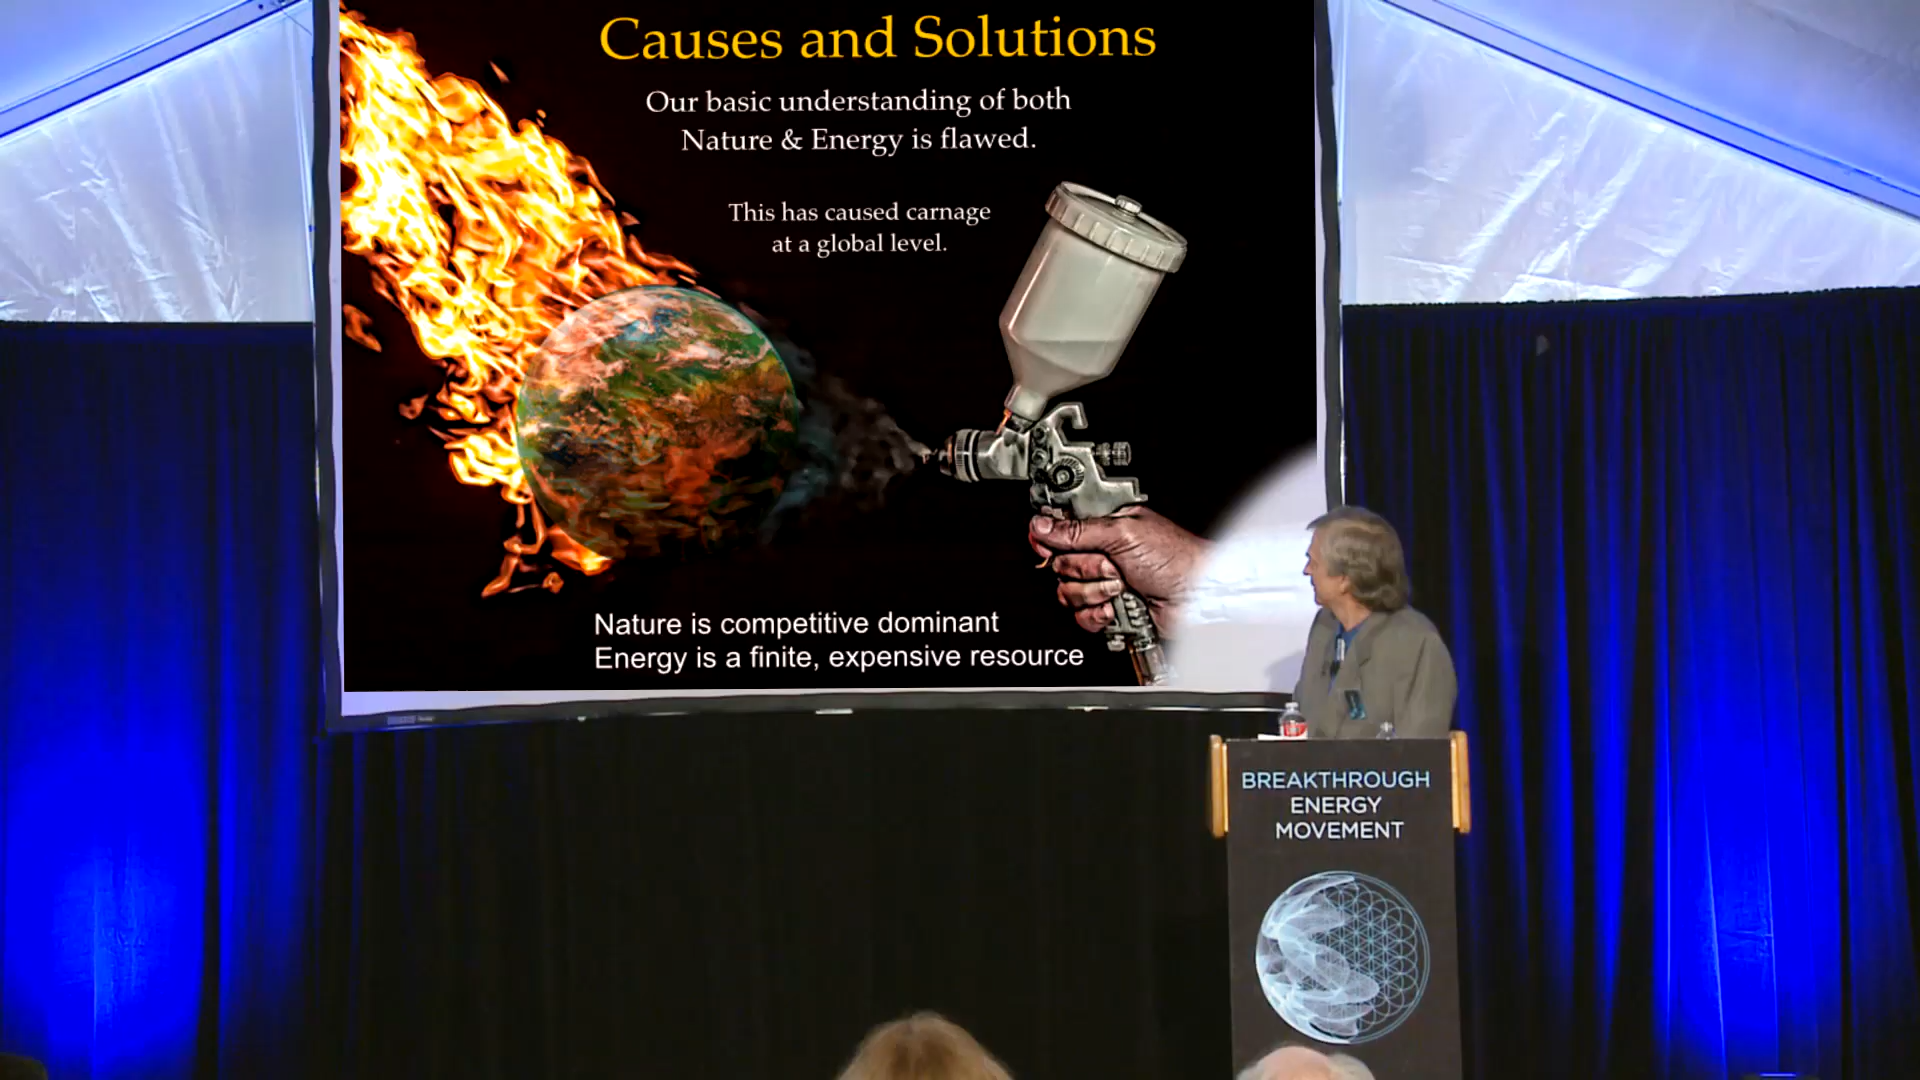 Causes and Solutions
Our basic understanding of both
Nature & Energy is flawed.
This has caused carnage
at a global level.
Nature is competitive dominant
Energy is a finite, expensive resource
BREAKTHROUGH
ENERGY
MOVEMENT